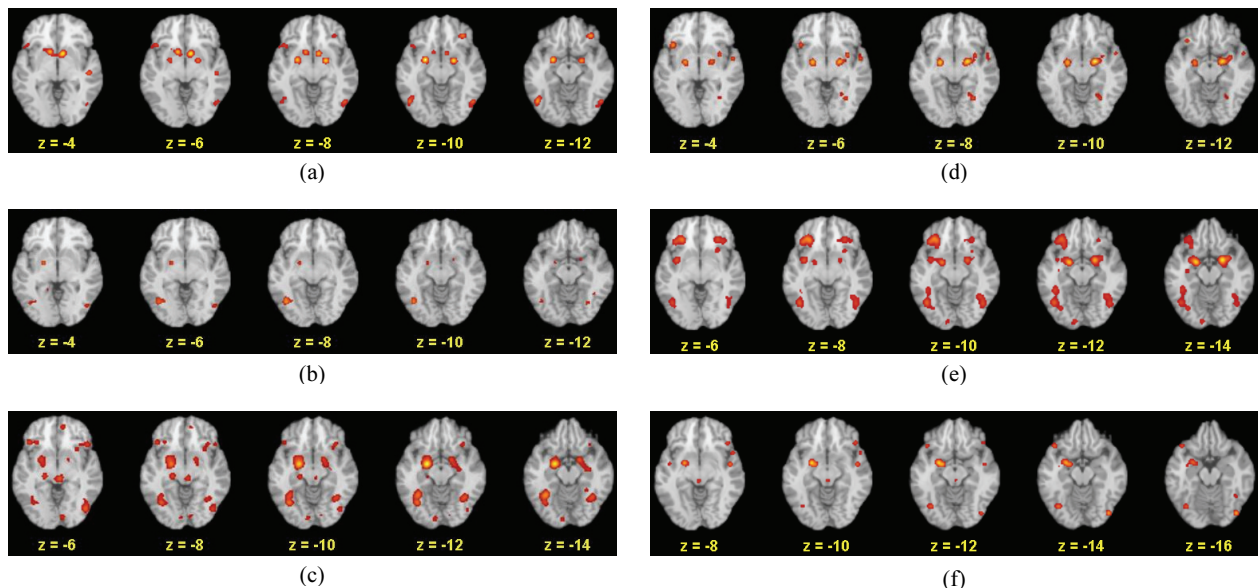 z = -4 z = -6 z = -8 z = -10 z = -12
(a)
z = -4 z = -6 z = -8 z = -10 z = -12
(d)
z = -4 z = -6 z = -8 z = -10 z = -12
(b)
z = -6 z = -8 z = -10 z = -12 z = -14
(e)
z = -6 z = -8 z = -10 z = -12 z = -14
(c)
z = -8 z = -10 z = -12 z = -14 z = -16
(f)